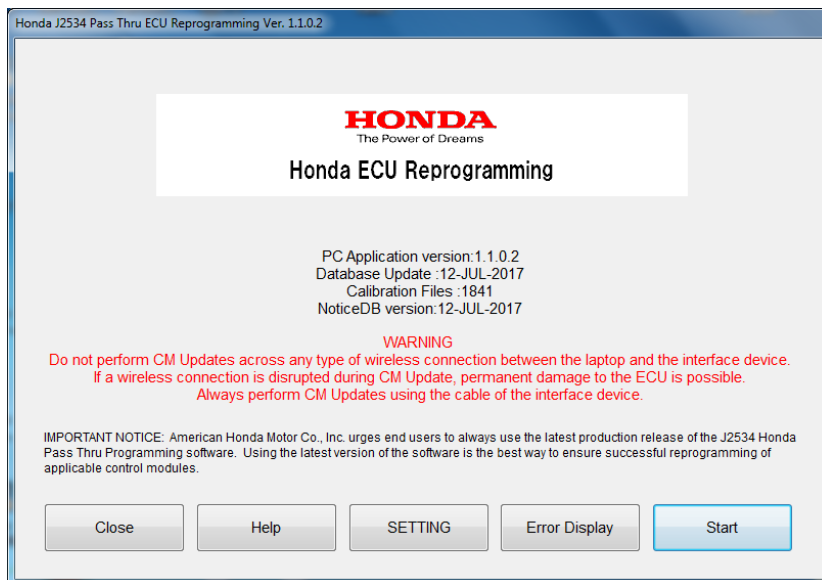 Honda J2534 Pass Thru ECU Reprogramming Ver. 1.1.0.2
HONDA
The Power of Dreams
Honda ECU Reprogramming
PC Application version:1.1.0.2
Database Update :12-JUL-2017
Calibration Files :1841
NoticeDB version:12-JUL-2017
WARNING
Do not perform CM Updates across any type of wireless connection between the laptop and the interface device.
If a wireless connection is disrupted during CM Update, permanent damage to the ECU is possible.
Always perform CM Updates using the cable of the interface device.
IMPORTANT NOTICE: American Honda Motor Co., Inc. urges end users to always use the latest production release of the J2534 Honda
Pass Thru Programming software. Using the latest version of the software is the best way to ensure successful reprogramming of
applicable control modules.
Close Help SETTING Error Display Start